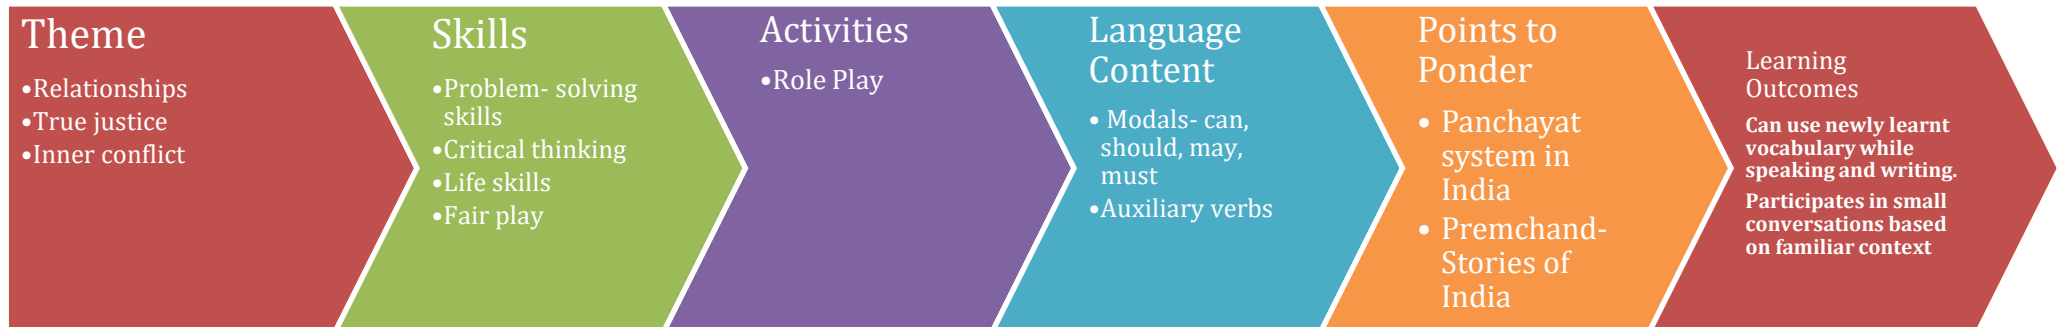 Theme
•Relationships
•True justice
•Inner conflict
Skills
•Problem- solving
skills
•Critical thinking
•Life skills
•Fair play
Activities
•Role Play
Language
Content
• Modals- can,
should, may,
must
•Auxiliary verbs
Points to
Ponder
• Panchayat
system in
India
• Premchand-
Stories of
India
Learning
Outcomes
Can use newly learnt
vocabulary while
speaking and writing.
Participates in small
conversations based
on familiar context